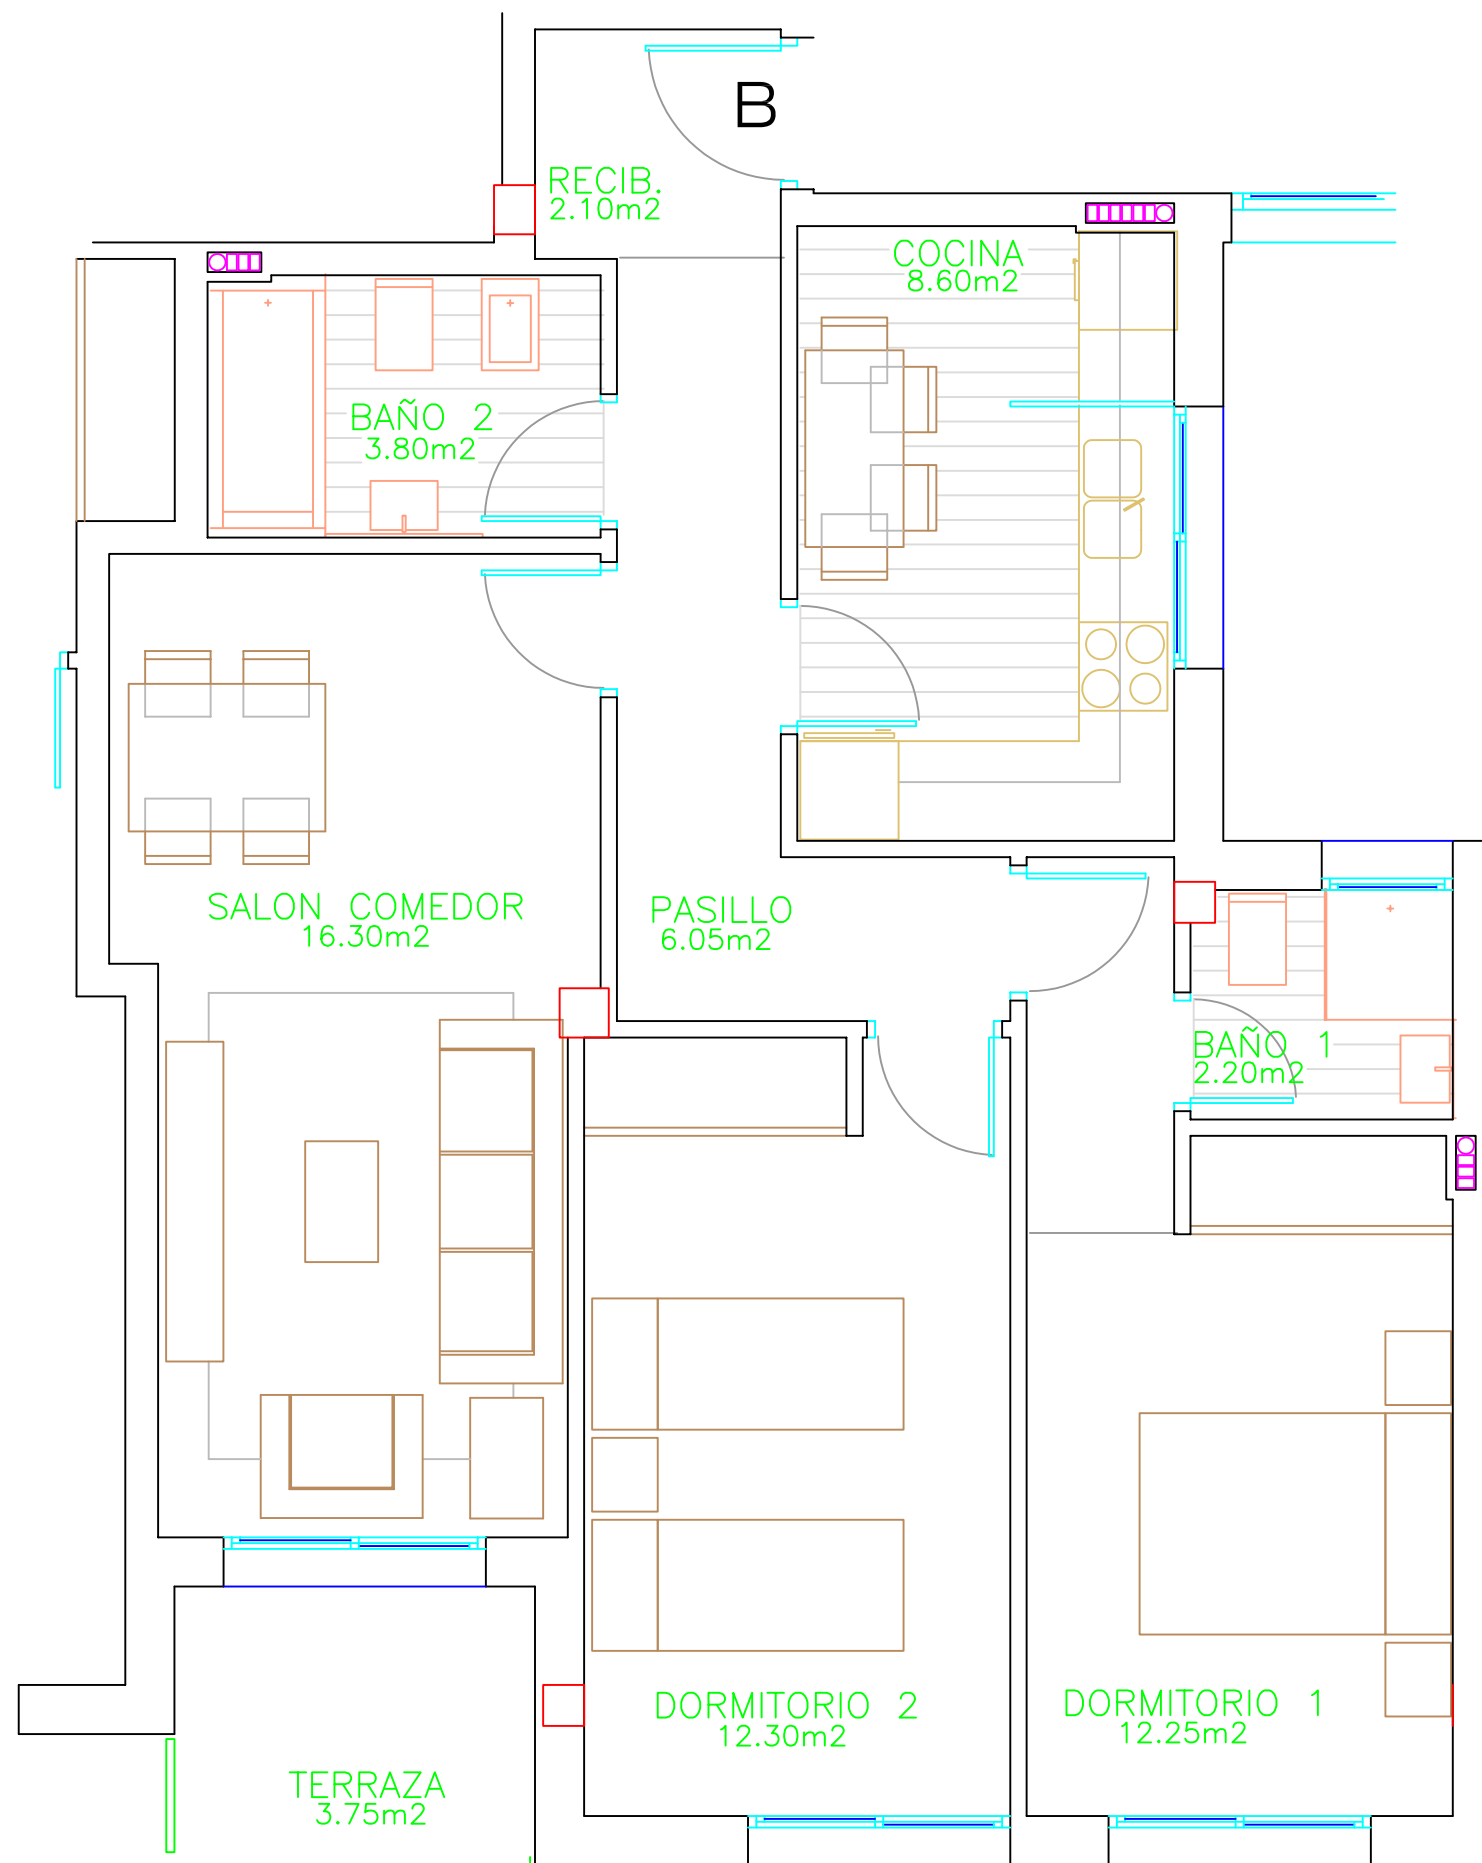 B
RECIB.
2.10m2
COCINA
8.60m2
BAÑO 2
3.80m2
SALON COMEDOR
16.30m2
PASILLO
6.05m2
BAÑO 1
2.20m2
DORMITORIO 2
12.30m2
DORMITORIO 1
12.25m2
TERRAZA
3.75m2